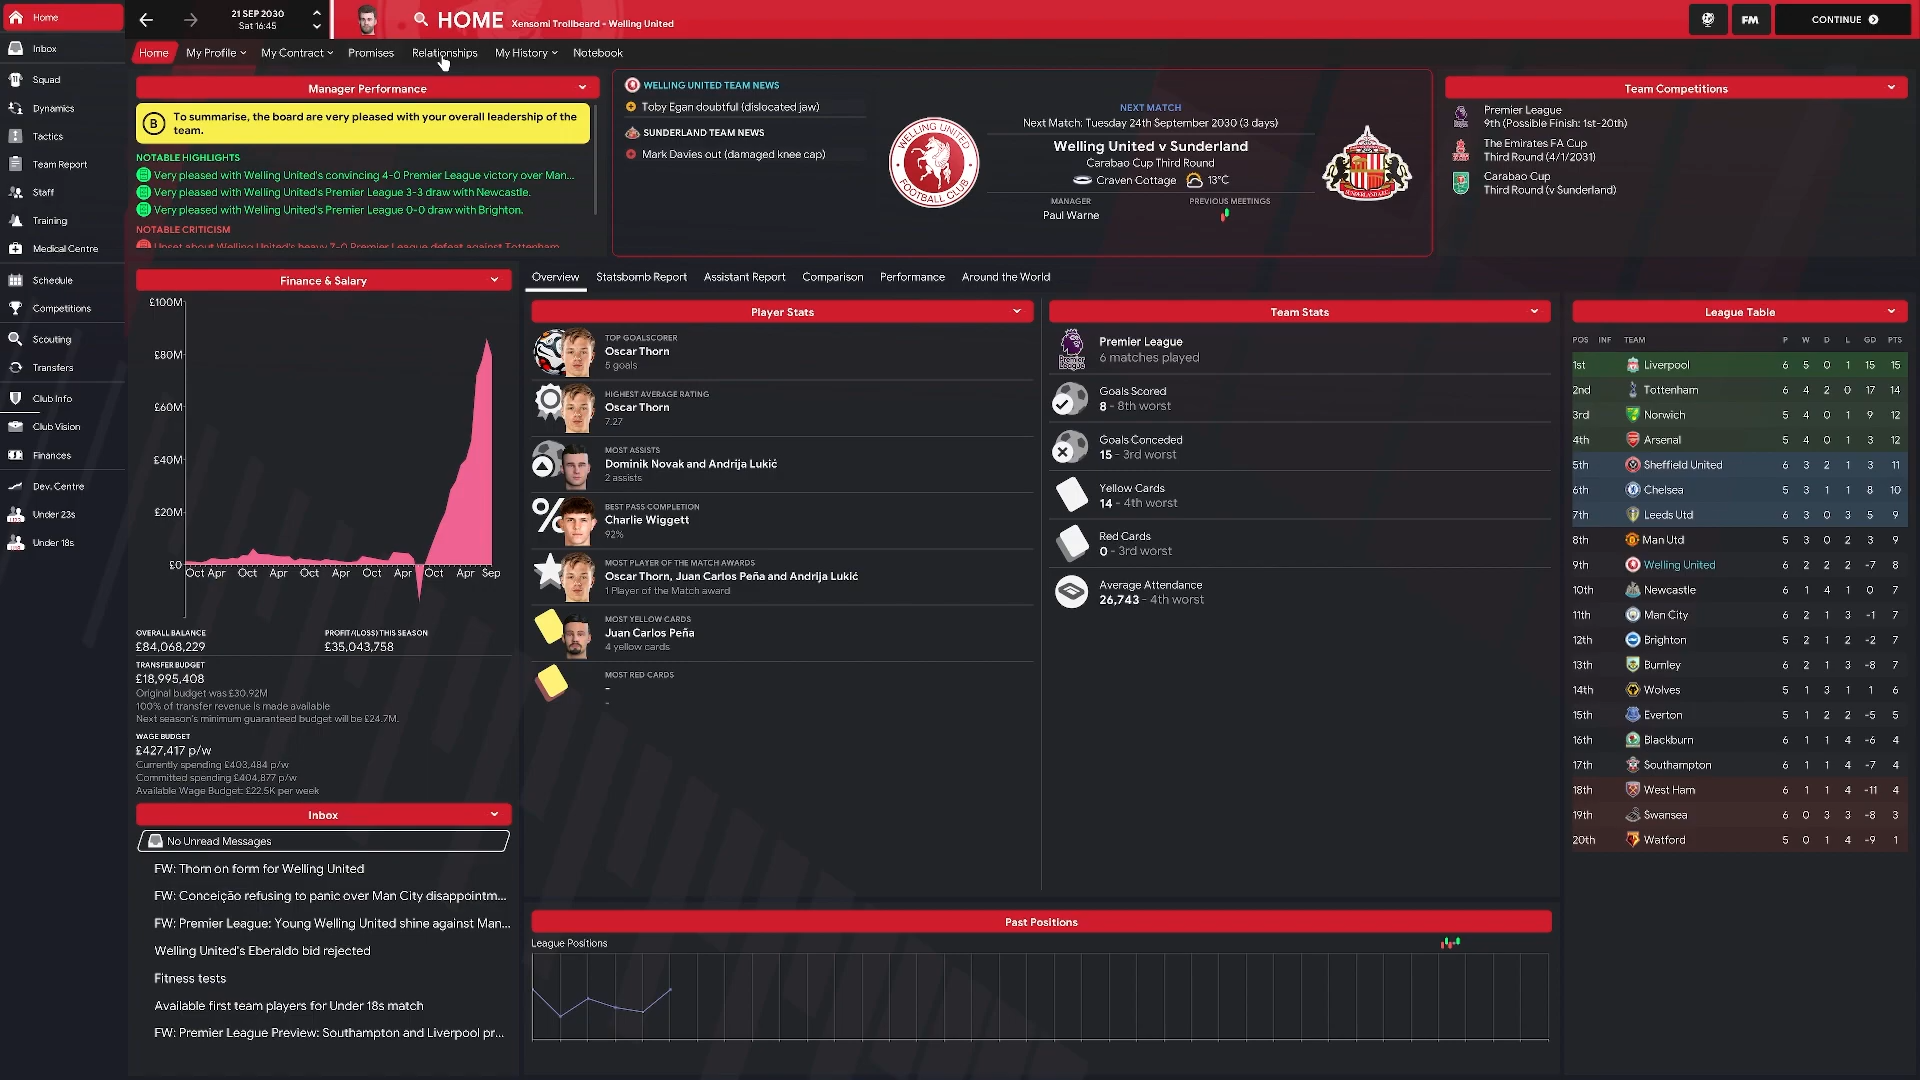 Home
Inbox
Squad
Dynamics
Tactics
Team Report
Staff
Training
Medical Centre
Schedule
Competitions
Scouting
Transfers
Club Info
Club Vision
Finances
Dev. Centre
Under 23s
Under 18s
21 SEP 2030
Sat 16:45
HOME Xensomi Trollbeard - Welling United
FM
CONTINUE
Home My Profile My Contract Promises Relationships My History Notebook
Manager Performance
B
To summarise, the board are very pleased with your overall leadership of the
team.
NOTABLE HIGHLIGHTS
Very pleased with Welling United's convincing 4-0 Premier League victory over Man...
Very pleased with Welling United's Premier League 3-3 draw with Newcastle.
Very pleased with Welling United's Premier League 0-0 draw with Brighton.
NOTABLE CRITICISM
Upset about Welling United's heavy 7-0 Premier League defeat against Tottenham
WELLING UNITED TEAM NEWS
Toby Egan doubtful (dislocated jaw)
SUNDERLAND TEAM NEWS
Mark Davies out (damaged knee cap)
WELLING UNITED
FOOTBALL CLUB
NEXT MATCH
Next Match: Tuesday 24th September 2030 (3 days)
Welling United v Sunderland
Carabao Cup Third Round
Craven Cottage 13°C
MANAGER
Paul Warne
PREVIOUS MEETINGS
Team Competitions
Premier League
9th (Possible Finish: 1st-20th)
The Emirates FA Cup
Third Round (4/1/2031)
Carabao Cup
Third Round (v Sunderland)
Finance & Salary
£100M
£80M
£60M
£40M
£20M
£0
Oct Apr Oct Apr Oct Apr Oct Apr Oct Apr Sep
OVERALL BALANCE
£84,068,229
PROFIT/(LOSS) THIS SEASON
£35,043,758
TRANSFER BUDGET
£18,995,408
Original budget was £30.92M
100% of transfer revenue is made available
Next season's minimum guaranteed budget will be £24.7M.
WAGE BUDGET
£427,417 p/w
Currently spending £403,484 p/w
Committed spending £404,877 p/w
Available Wage Budget: £22.5K per week
Inbox
No Unread Messages
FW: Thorn on form for Welling United
FW: Conceição refusing to panic over Man City disappointm...
FW: Premier League: Young Welling United shine against Man...
Welling United's Eberaldo bid rejected
Fitness tests
Available first team players for Under 18s match
FW: Premier League Preview: Southampton and Liverpool pr...
Overview Statsbomb Report Assistant Report Comparison Performance Around the World
Player Stats
TOP GOALSCORER
Oscar Thorn
5 goals
HIGHEST AVERAGE RATING
Oscar Thorn
7.27
MOST ASSISTS
Dominik Novak and Andrija Lukić
2 assists
BEST PASS COMPLETION
Charlie Wiggett
92%
MOST PLAYER OF THE MATCH AWARDS
Oscar Thorn, Juan Carlos Peña and Andrija Lukić
1 Player of the Match award
MOST YELLOW CARDS
Juan Carlos Peña
4 yellow cards
MOST RED CARDS
-
-
Team Stats
Premier League
6 matches played
Goals Scored
8 - 8th worst
Goals Conceded
15 - 3rd worst
Yellow Cards
14 - 4th worst
Red Cards
0 - 3rd worst
Average Attendance
26,743 - 4th worst
Past Positions
League Positions
League Table
POS INF TEAM P W D L GD PTS
1st Liverpool 6 5 0 1 15 15
2nd Tottenham 6 4 2 0 17 14
3rd Norwich 5 4 0 1 9 12
4th Arsenal 5 4 0 1 3 12
5th Sheffield United 6 3 2 1 3 11
6th Chelsea 5 3 1 1 8 10
7th Leeds Utd 6 3 0 3 5 9
8th Man Utd 5 3 0 2 3 9
9th Welling United 6 2 2 2 -7 8
10th Newcastle 6 1 4 1 0 7
11th Man City 6 2 1 3 -1 7
12th Brighton 5 2 1 2 -2 7
13th Burnley 6 2 1 3 -8 7
14th Wolves 5 1 3 1 1 6
15th Everton 5 1 2 2 -5 5
16th Blackburn 6 1 1 4 -6 4
17th Southampton 6 1 1 4 -7 4
18th West Ham 6 1 1 4 -11 4
19th Swansea 6 0 3 3 -8 3
20th Watford 5 0 1 4 -9 1